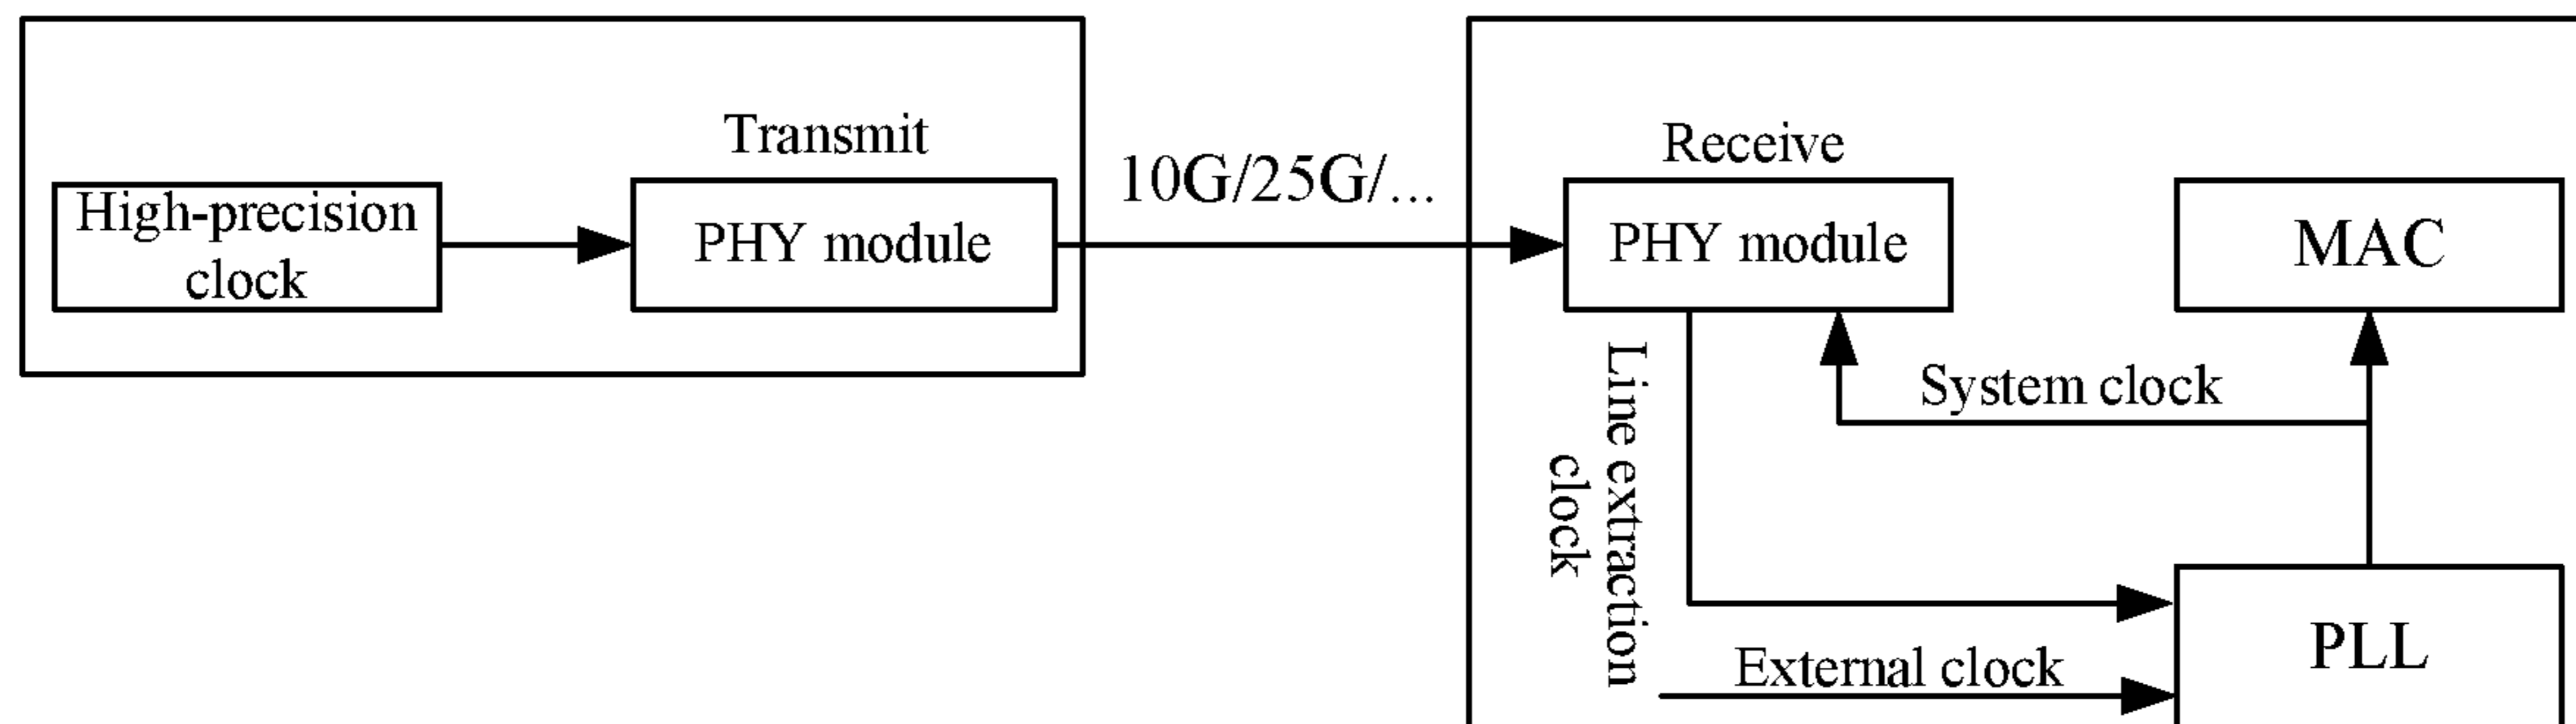 Transmit
High-precision
clock
PHY module
10G/25G/...
Receive
PHY module
MAC
Line extraction
clock
System clock
External clock
PLL